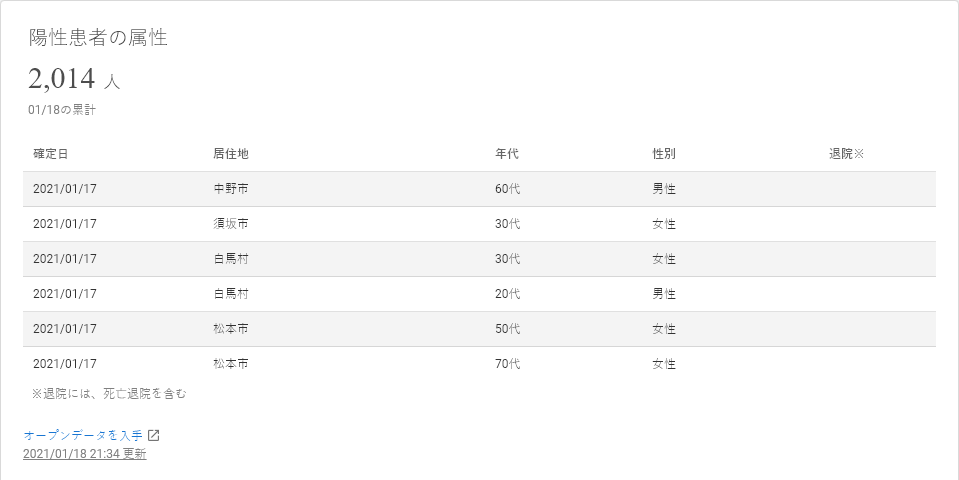 陽性患者の属性
2,014 人
01/18の累計
確定日 居住地 年代 性別 退院※
2021/01/17 中野市 60代 男性
2021/01/17 須坂市 30代 女性
2021/01/17 白馬村 30代 女性
2021/01/17 白馬村 20代 男性
2021/01/17 松本市 50代 女性
2021/01/17 松本市 70代 女性
※退院には、死亡退院を含む
オープンデータを入手
2021/01/18 21:34 更新